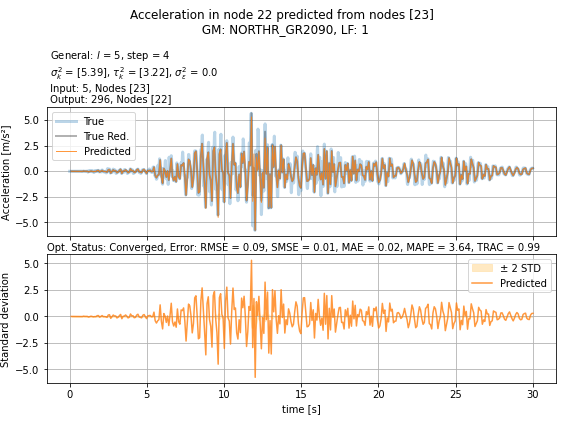 Acceleration in node 22 predicted from nodes [23]
GM: NORTHR_GR2090, LF: 1
General: l = 5, step = 4
σ²ₖ = [5.39], τ²ₖ = [3.22], σ²ε = 0.0
Input: 5, Nodes [23]
Output: 296, Nodes [22]
Acceleration [m/s²]
5.0
2.5
0.0
−2.5
−5.0
True
True Red.
Predicted
Opt. Status: Converged, Error: RMSE = 0.09, SMSE = 0.01, MAE = 0.02, MAPE = 3.64, TRAC = 0.99
Standard deviation
5.0
2.5
0.0
−2.5
−5.0
± 2 STD
Predicted
0 5 10 15 20 25 30
time [s]